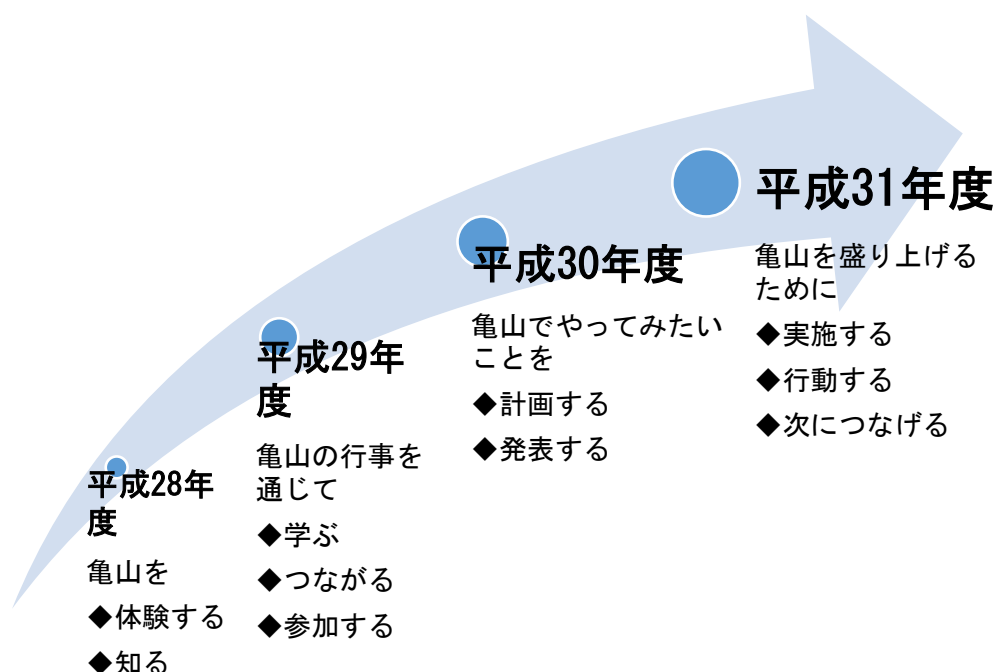 平成28年
度
亀山を
◆体験する
◆知る
平成29年
度
亀山の行事を
通じて
◆学ぶ
◆つながる
◆参加する
平成30年度
亀山でやってみたい
ことを
◆計画する
◆発表する
平成31年度
亀山を盛り上げる
ために
◆実施する
◆行動する
◆次につなげる